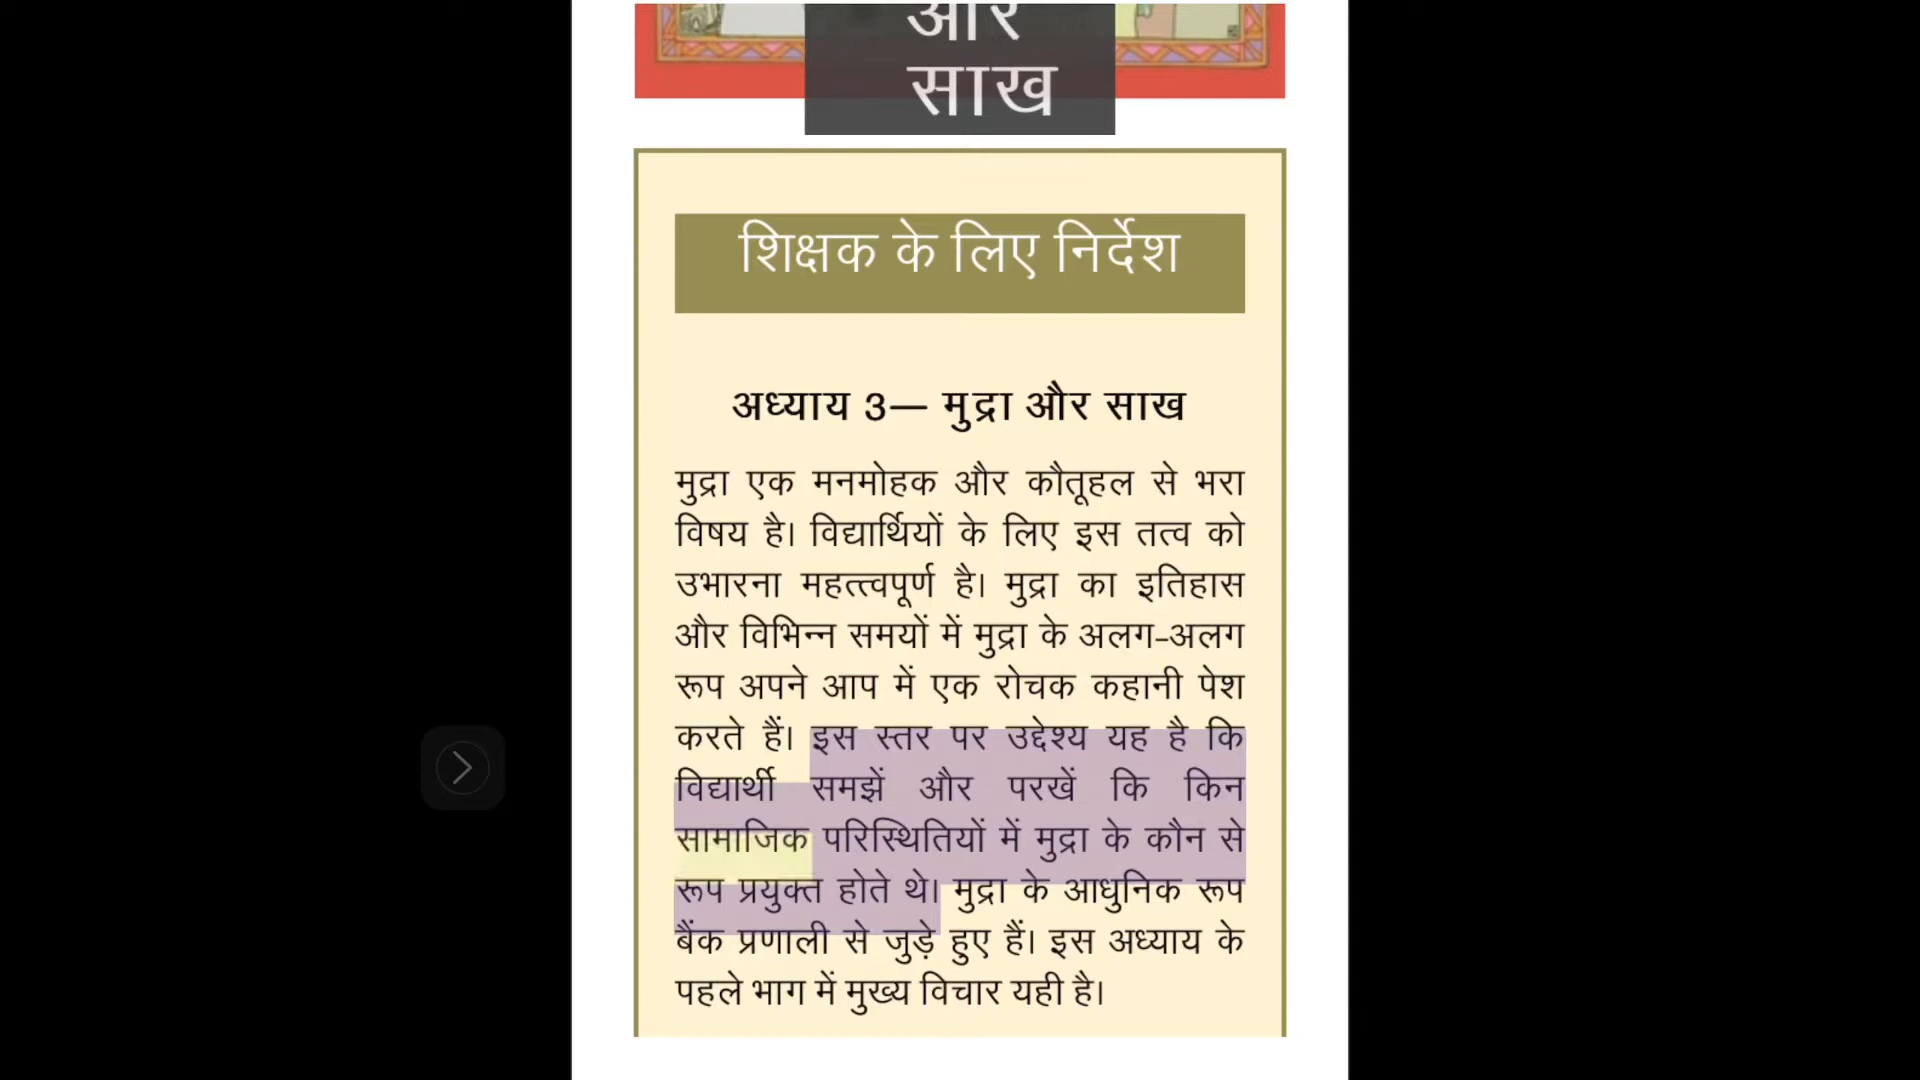 और
साख
शिक्षक के लिए निर्देश
अध्याय 3— मुद्रा और साख
मुद्रा एक मनमोहक और कौतूहल से भरा
विषय है। विद्यार्थियों के लिए इस तत्व को
उभारना महत्त्वपूर्ण है। मुद्रा का इतिहास
और विभिन्न समयों में मुद्रा के अलग-अलग
रूप अपने आप में एक रोचक कहानी पेश
करते हैं। इस स्तर पर उद्देश्य यह है कि
विद्यार्थी समझें और परखें कि किन
सामाजिक परिस्थितियों में मुद्रा के कौन से
रूप प्रयुक्त होते थे। मुद्रा के आधुनिक रूप
बैंक प्रणाली से जुड़े हुए हैं। इस अध्याय के
पहले भाग में मुख्य विचार यही है।